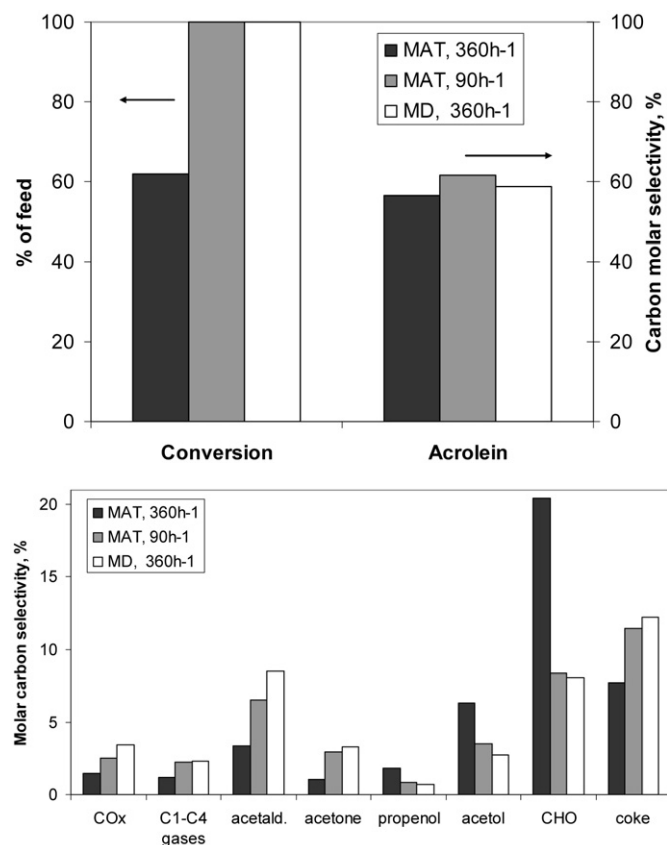 100
80
60
40
20
0
% of feed
MAT, 360h-1
MAT, 90h-1
MD, 360h-1
100
80
60
40
20
0
Carbon molar selectivity, %
Conversion
Acrolein
20
15
10
5
0
Molar carbon selectivity, %
MAT, 360h-1
MAT, 90h-1
MD, 360h-1
COx
C1-C4
gases
acetald.
acetone
propenol
acetol
CHO
coke